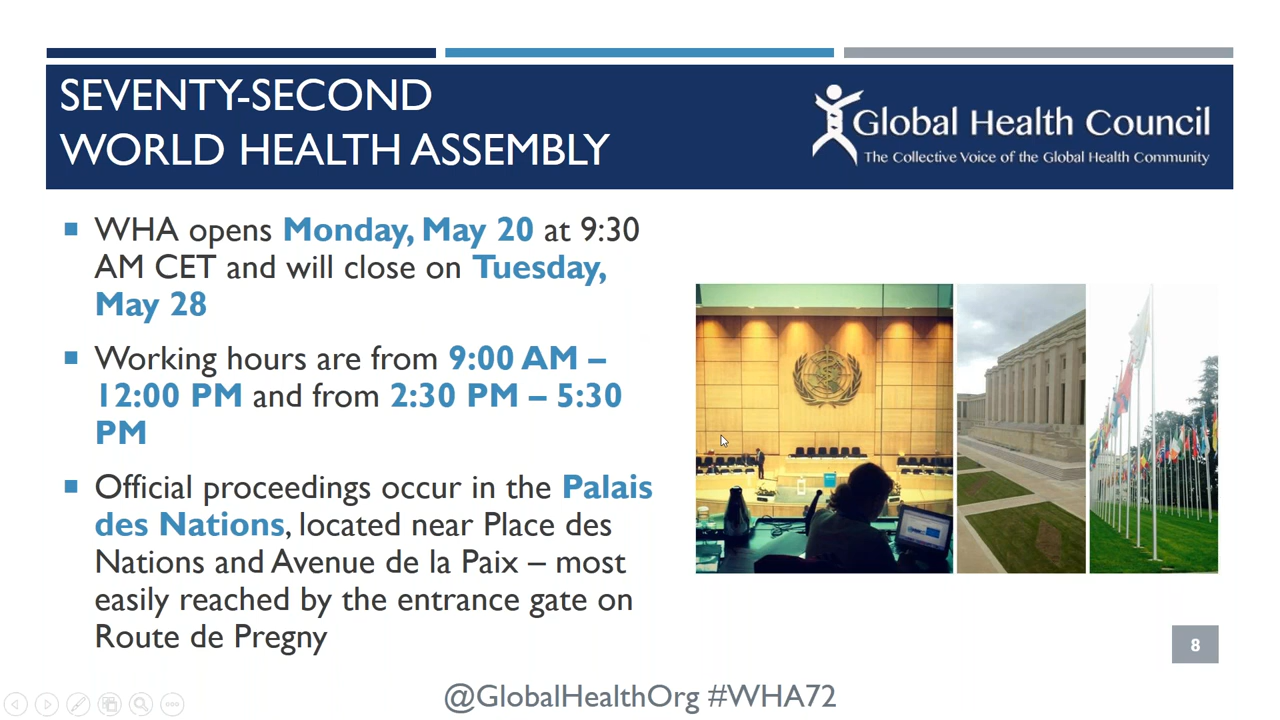 SEVENTY-SECOND
WORLD HEALTH ASSEMBLY
Global Health Council
The Collective Voice of the Global Health Community
WHA opens Monday, May 20 at 9:30
AM CET and will close on Tuesday,
May 28
Working hours are from 9:00 AM –
12:00 PM and from 2:30 PM – 5:30
PM
Official proceedings occur in the Palais
des Nations, located near Place des
Nations and Avenue de la Paix – most
easily reached by the entrance gate on
Route de Pregny
8
@GlobalHealthOrg #WHA72